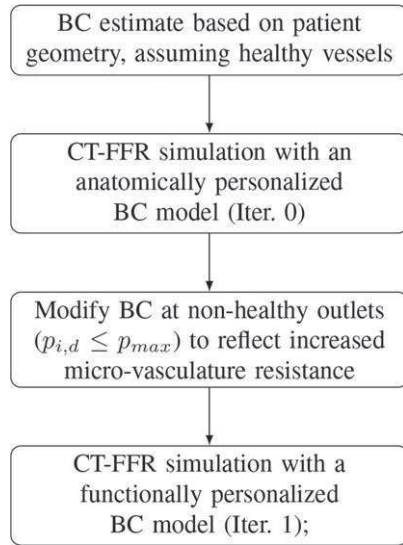 BC estimate based on patient
geometry, assuming healthy vessels
CT-FFR simulation with an
anatomically personalized
BC model (Iter. 0)
Modify BC at non-healthy outlets
(p_{i,d} ≤ p_{max}) to reflect increased
micro-vasculature resistance
CT-FFR simulation with a
functionally personalized
BC model (Iter. 1);